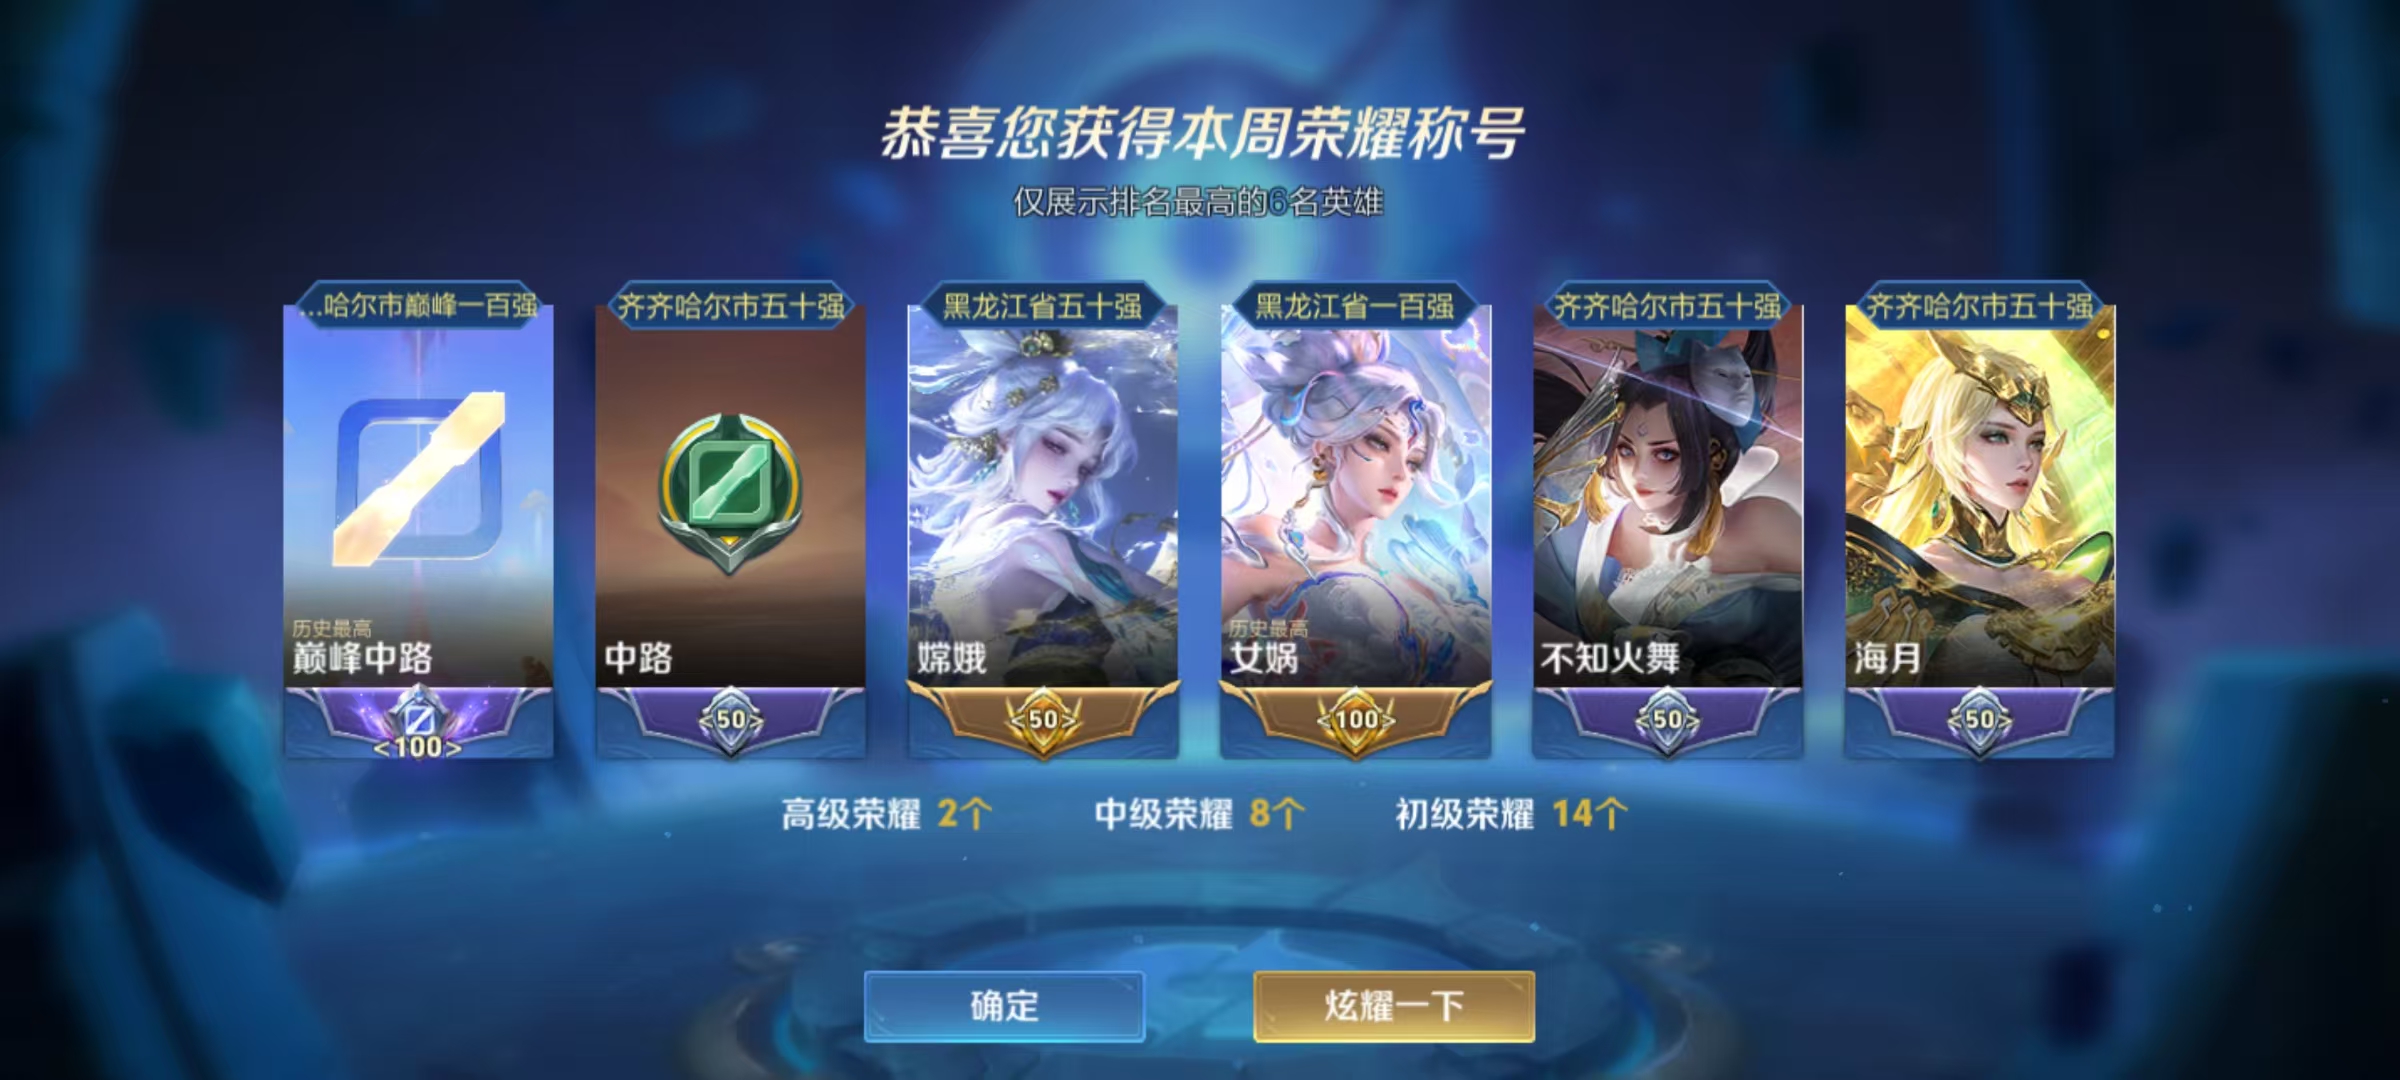 恭喜您获得本周荣耀称号
仅展示排名最高的6名英雄
...哈尔市巅峰一百强
齐齐哈尔市五十强
黑龙江省五十强
黑龙江省一百强
齐齐哈尔市五十强
齐齐哈尔市五十强
历史最高
巅峰中路
中路
嫦娥
历史最高
女娲
不知火舞
海月
<100>
<50>
<50>
<100>
<50>
<50>
高级荣耀 2个
中级荣耀 8个
初级荣耀 14个
确定
炫耀一下